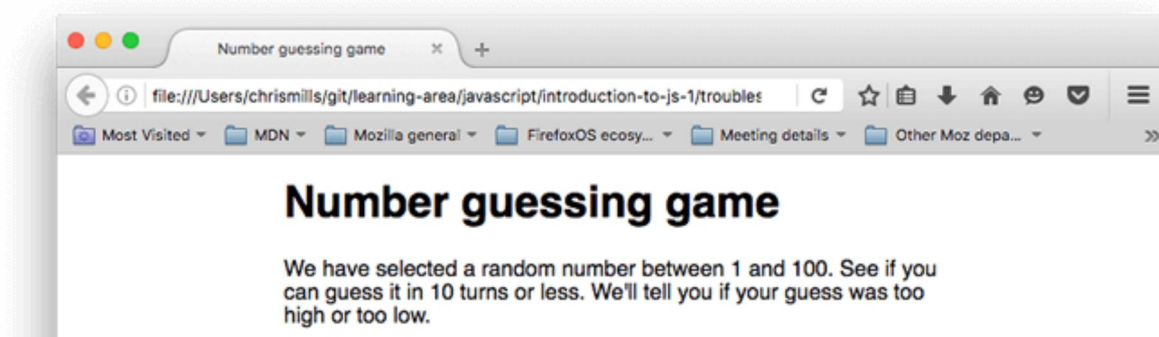 Number guessing game
file:///Users/chrismills/git/learning-area/javascript/introduction-to-js-1/troubles
Most Visited MDN Mozilla general FirefoxOS ecosy... Meeting details Other Moz depa...
Number guessing game
We have selected a random number between 1 and 100. See if you
can guess it in 10 turns or less. We'll tell you if your guess was too
high or too low.